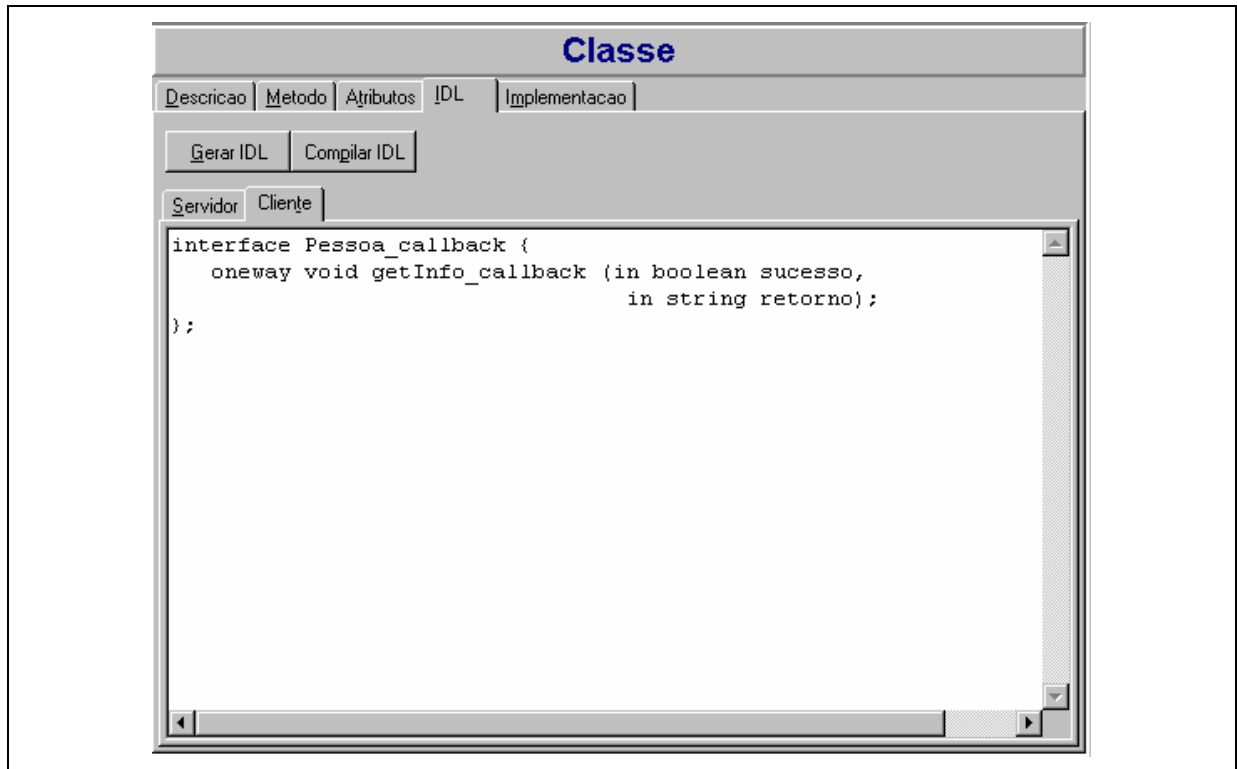 Classe
Descricao Metodo Atributos IDL Implementacao
Gerar IDL Compilar IDL
Servidor Cliente
interface Pessoa_callback {
   oneway void getInfo_callback (in boolean sucesso,
                                 in string retorno);
};